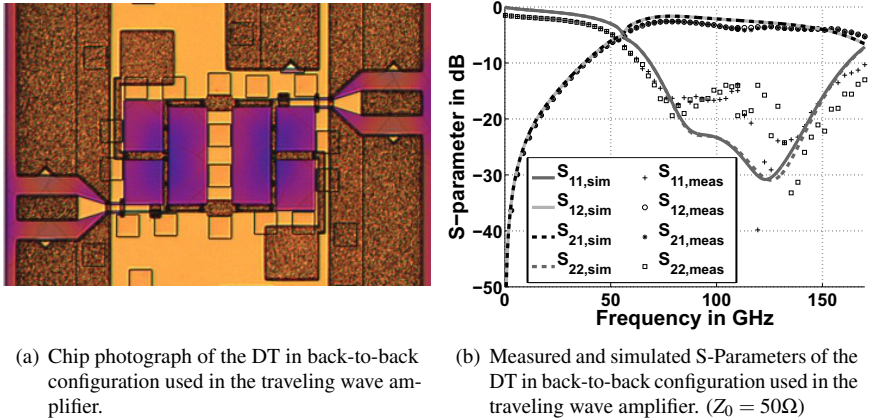 0
−10
−20
−30
−40
−50
S-parameter in dB
S11,sim
S12,sim
S21,sim
S22,sim
S11,meas
S12,meas
S21,meas
S22,meas
0 50 100 150
Frequency in GHz
(a) Chip photograph of the DT in back-to-back
configuration used in the traveling wave am-
plifier.
(b) Measured and simulated S-Parameters of the
DT in back-to-back configuration used in the
traveling wave amplifier. (Z0 = 50Ω)